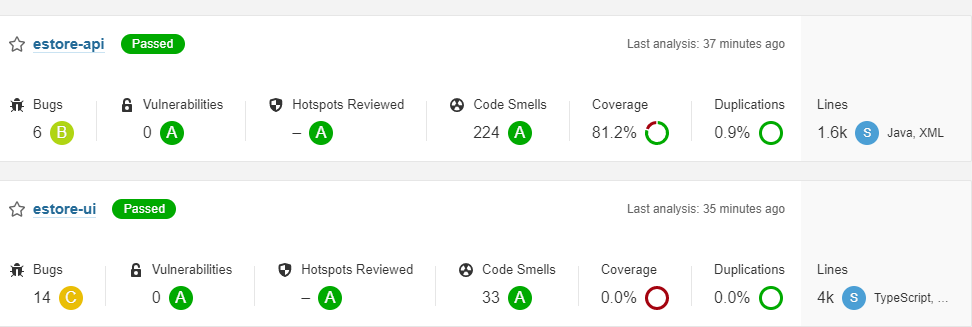 estore-api Passed Last analysis: 37 minutes ago
Bugs Vulnerabilities Hotspots Reviewed Code Smells Coverage Duplications Lines
6 B 0 A – A 224 A 81.2% 0.9% 1.6k S Java, XML
estore-ui Passed Last analysis: 35 minutes ago
Bugs Vulnerabilities Hotspots Reviewed Code Smells Coverage Duplications Lines
14 C 0 A – A 33 A 0.0% 0.0% 4k S TypeScript, ...